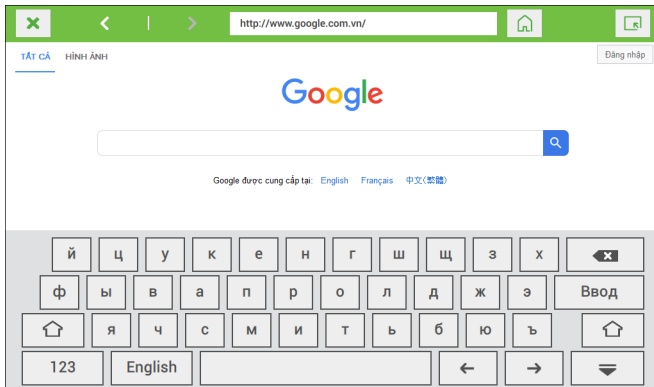 http://www.google.com.vn/
TẤT CẢ HÌNH ẢNH Đăng nhập
Google
Google được cung cấp tại: English Français 中文(繁體)
й ц у к е н г ш щ з х
ф ы в а п р о л д ж э Ввод
я ч с м и т ь б ю ъ
123 English